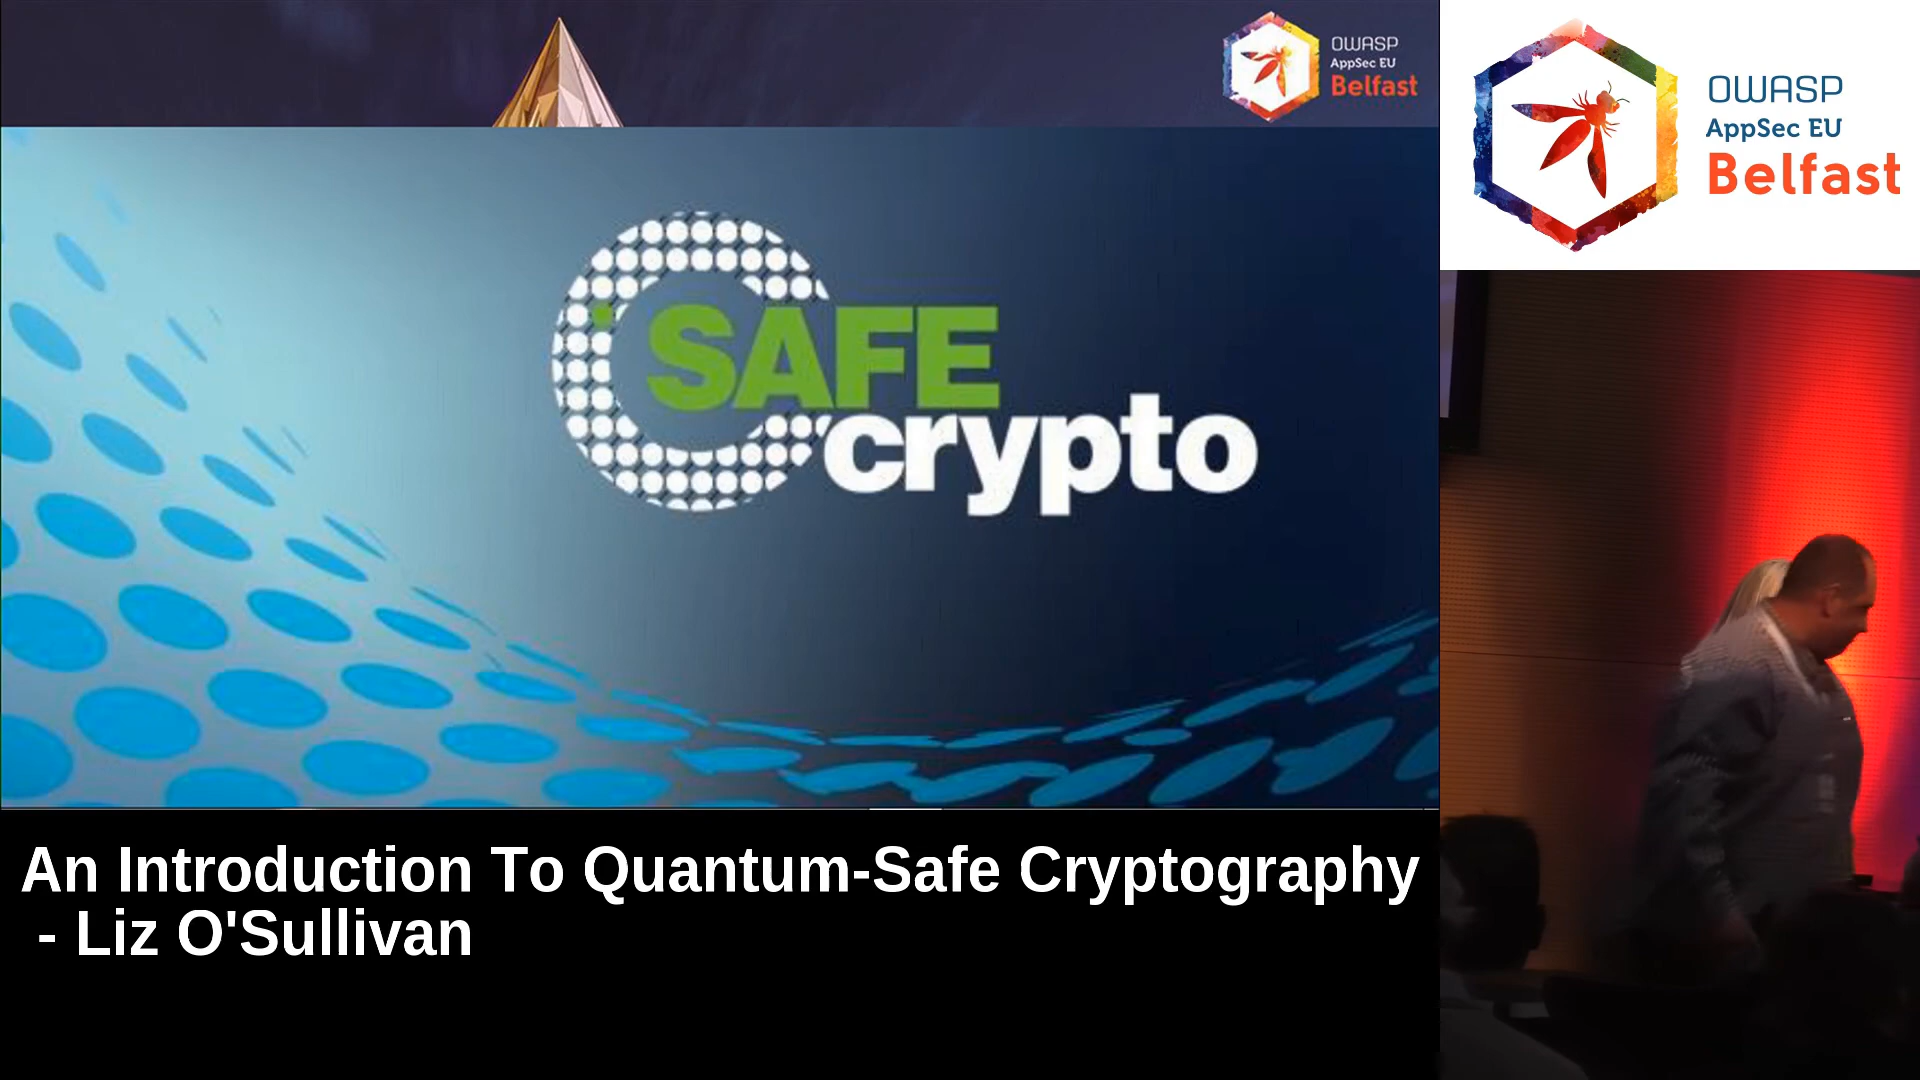 OWASP
AppSec EU
Belfast
OWASP
AppSec EU
Belfast
SAFE
crypto
An Introduction To Quantum-Safe Cryptography
- Liz O'Sullivan